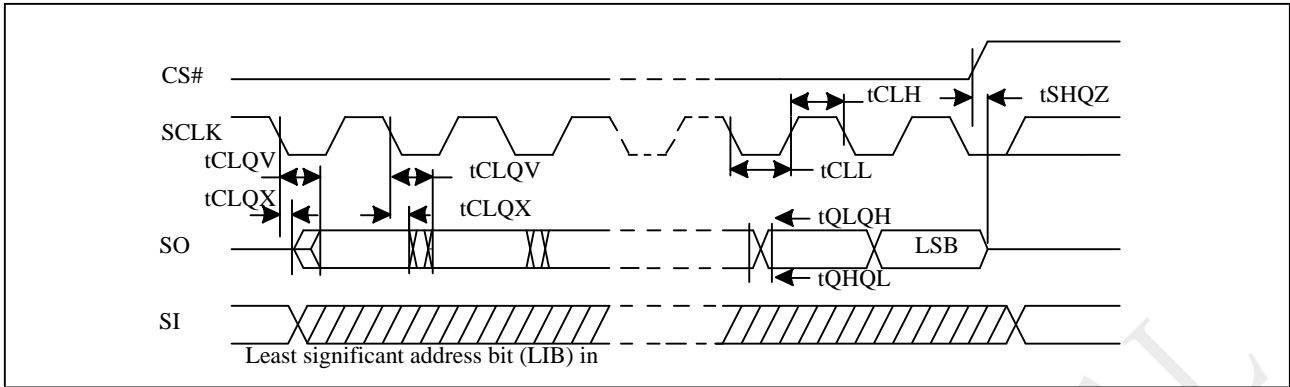 CS#
tCLH
tSHQZ
SCLK
tCLQV
tCLQV
tCLL
tCLQX
tCLQX
tQLQH
SO
LSB
tQHQL
SI
Least significant address bit (LIB) in